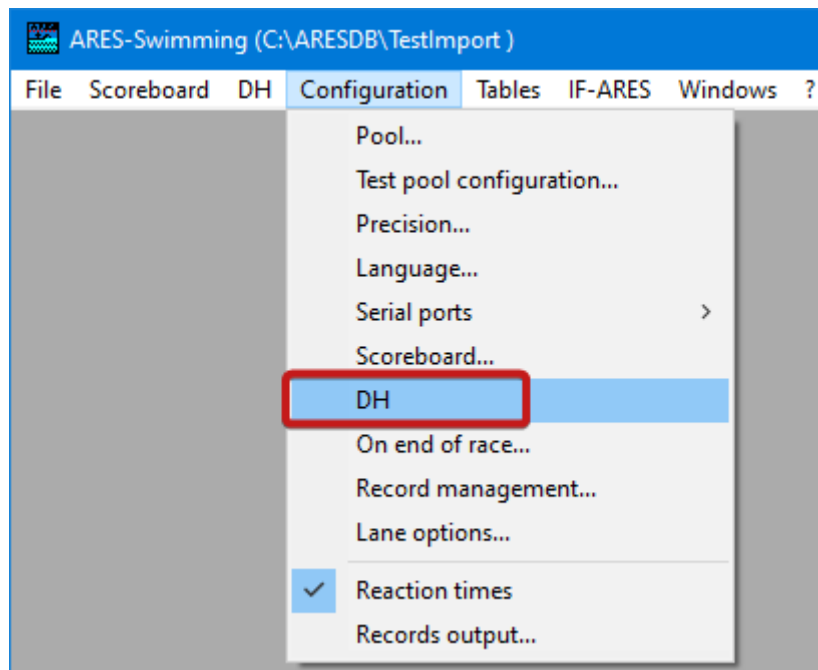 ARES-Swimming (C:\ARESDB\TestImport )
File Scoreboard DH Configuration Tables IF-ARES Windows ?
Pool...
Test pool configuration...
Precision...
Language...
Serial ports
Scoreboard...
DH
On end of race...
Record management...
Lane options...
Reaction times
Records output...